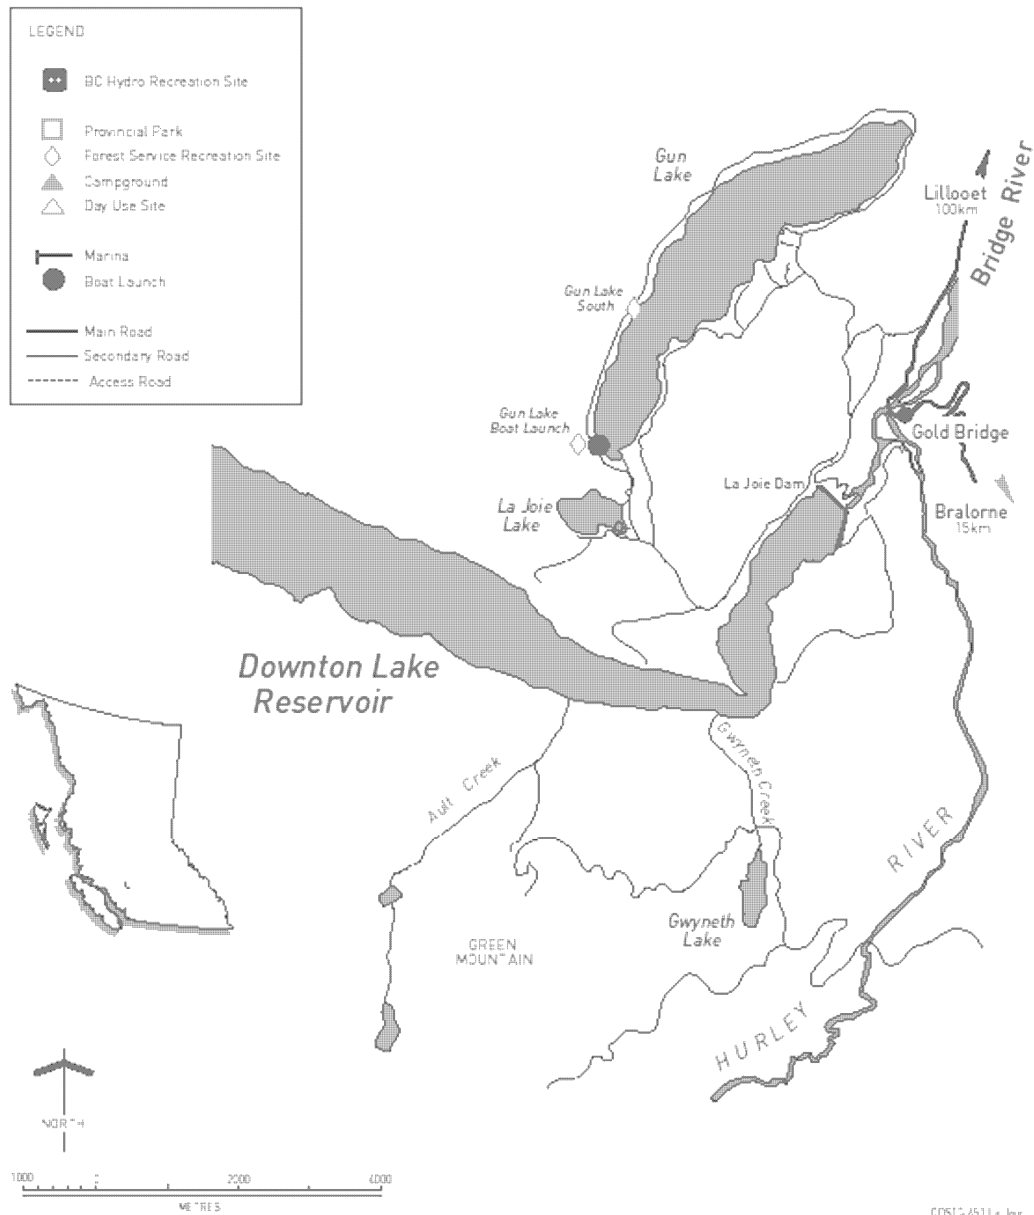 LEGEND
BC Hydro Recreation Site
Provincial Park
Forest Service Recreation Site
Campground
Day Use Site
Marina
Boat Launch
Main Road
Secondary Road
Access Road
Gun
Lake
Lillooet
100km
Bridge River
Gun Lake
South
Gun Lake
Boat Launch
Gold Bridge
La Joie Dam
La Joie
Lake
Bralorne
15km
Downton Lake
Reservoir
Ault Creek
Gwyneth Creek
Gwyneth
Lake
GREEN
MOUNTAIN
HURLEY RIVER
NORTH
1000 0 2000 4000
METRES